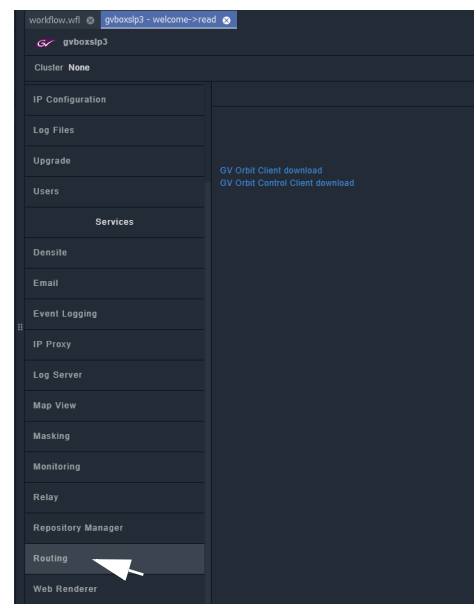 workflow.wfl
gvboxslp3 - welcome->read
GV gvboxslp3
Cluster None
IP Configuration
Log Files
Upgrade
Users
GV Orbit Client download
GV Orbit Control Client download
Services
Densite
Email
Event Logging
IP Proxy
Log Server
Map View
Masking
Monitoring
Relay
Repository Manager
Routing
Web Renderer